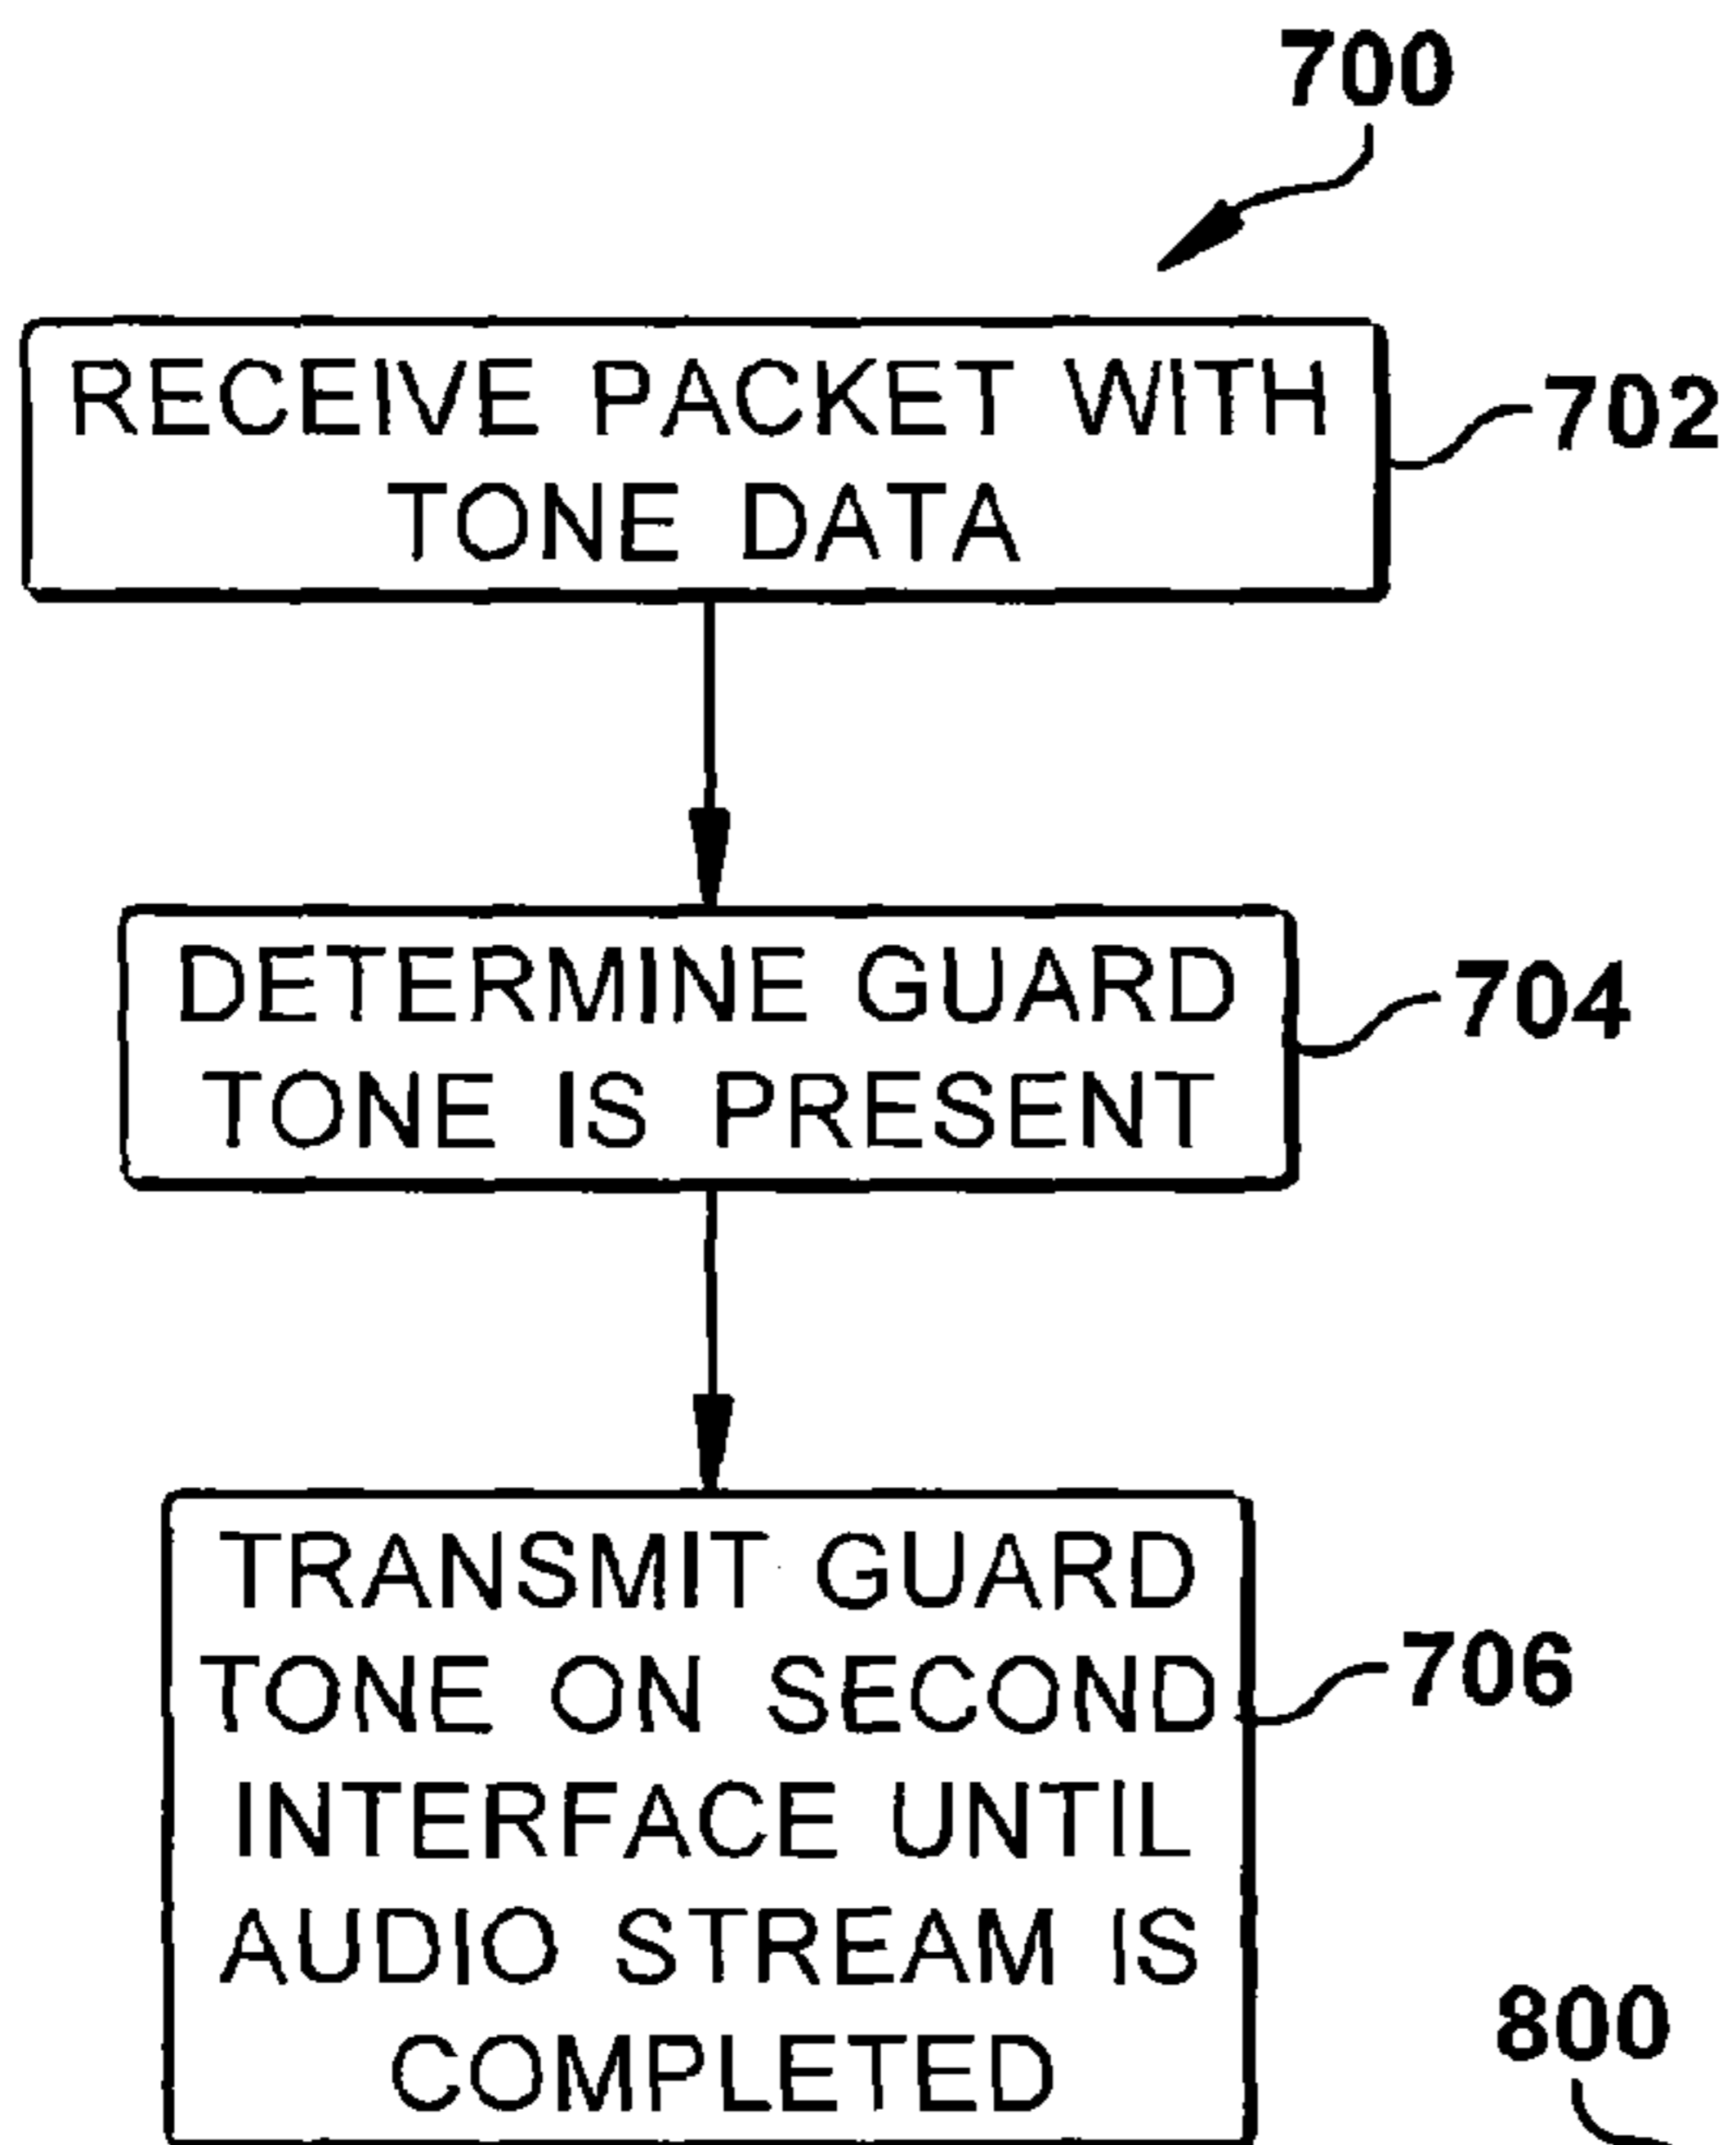 700
RECEIVE PACKET WITH
TONE DATA
702
DETERMINE GUARD
TONE IS PRESENT
704
TRANSMIT GUARD
TONE ON SECOND
INTERFACE UNTIL
AUDIO STREAM IS
COMPLETED
706
800